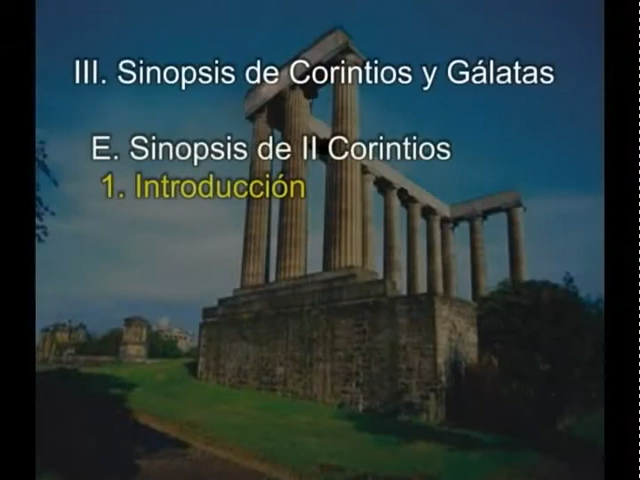 III. Sinopsis de Corintios y Gálatas
E. Sinopsis de II Corintios
1. Introducción